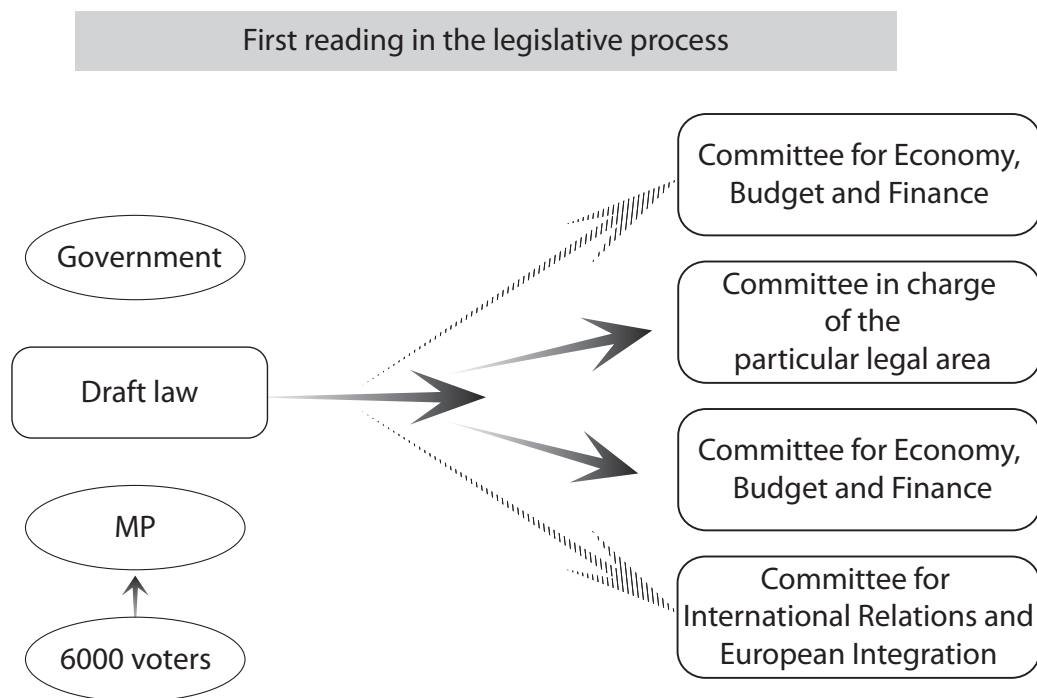 First reading in the legislative process
Government
Draft law
MP
6000 voters
Committee for Economy,
Budget and Finance
Committee in charge
of the
particular legal area
Committee for Economy,
Budget and Finance
Committee for
International Relations and
European Integration